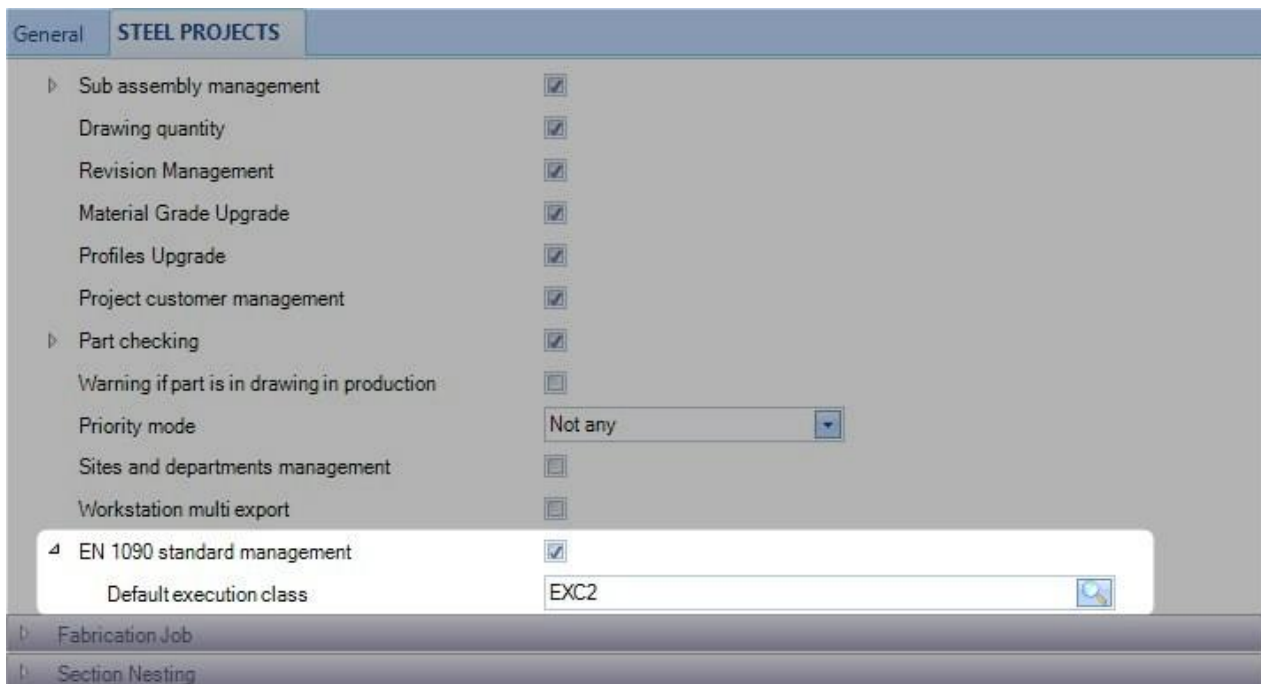 General STEEL PROJECTS
Sub assembly management
Drawing quantity
Revision Management
Material Grade Upgrade
Profiles Upgrade
Project customer management
Part checking
Warning if part is in drawing in production
Priority mode Not any
Sites and departments management
Workstation multi export
EN 1090 standard management
Default execution class EXC2
Fabrication Job
Section Nesting